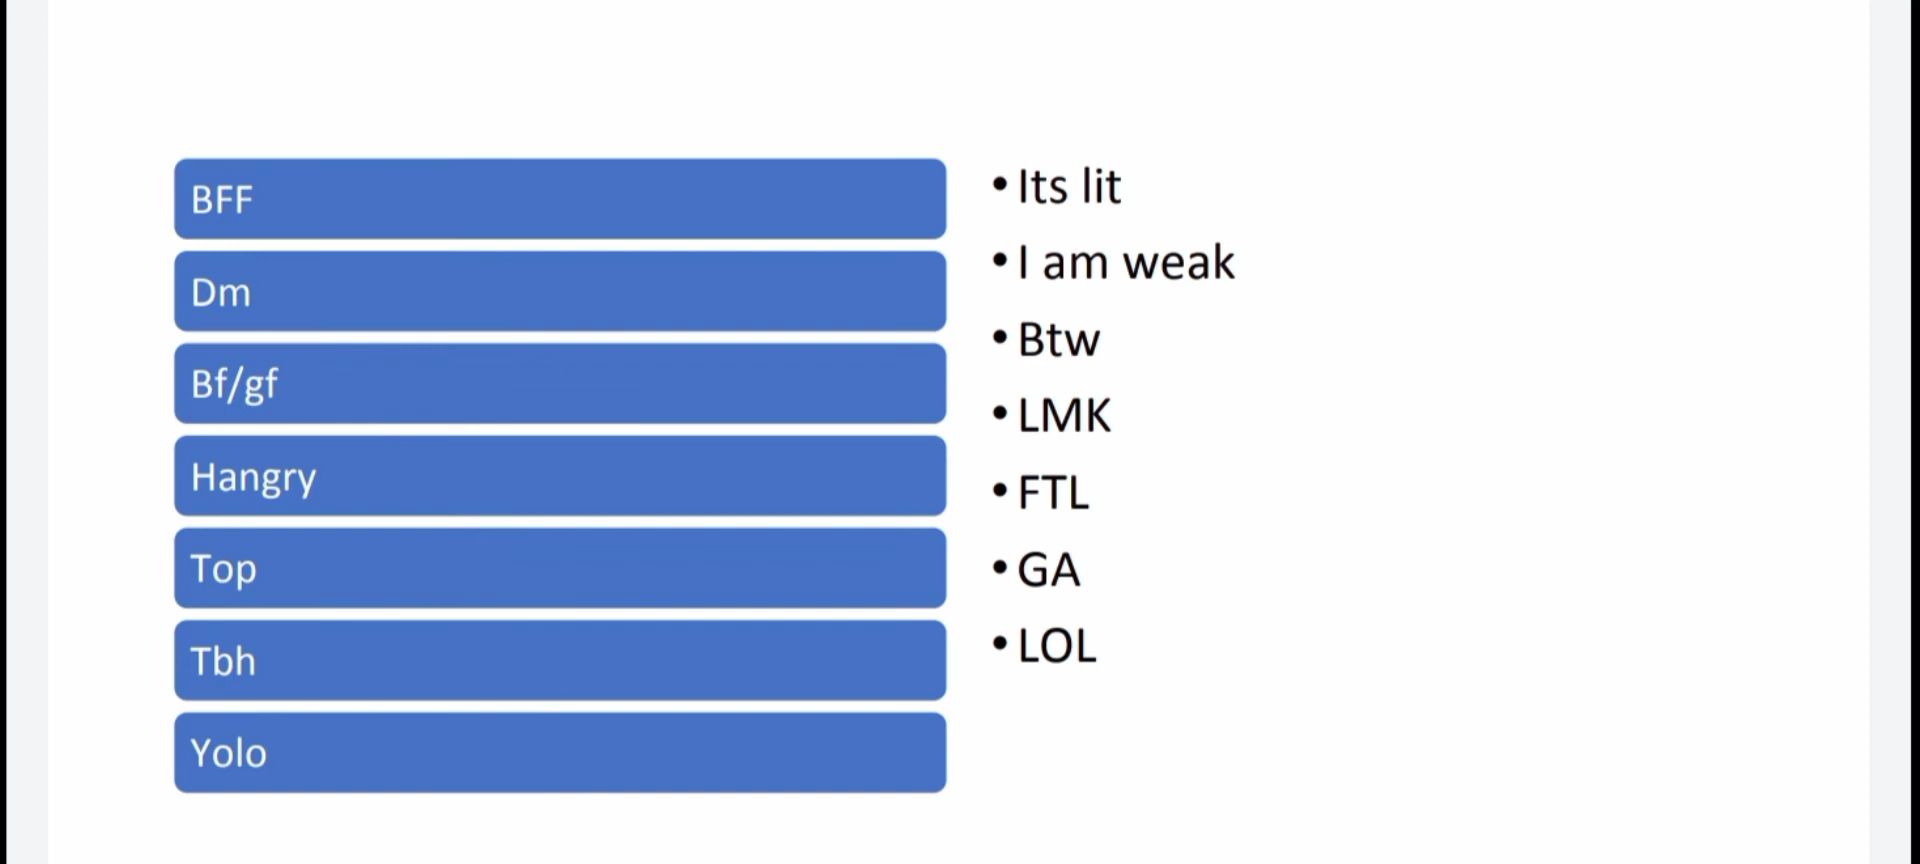 BFF
Dm
Bf/gf
Hangry
Top
Tbh
Yolo
• Its lit
• I am weak
• Btw
• LMK
• FTL
• GA
• LOL